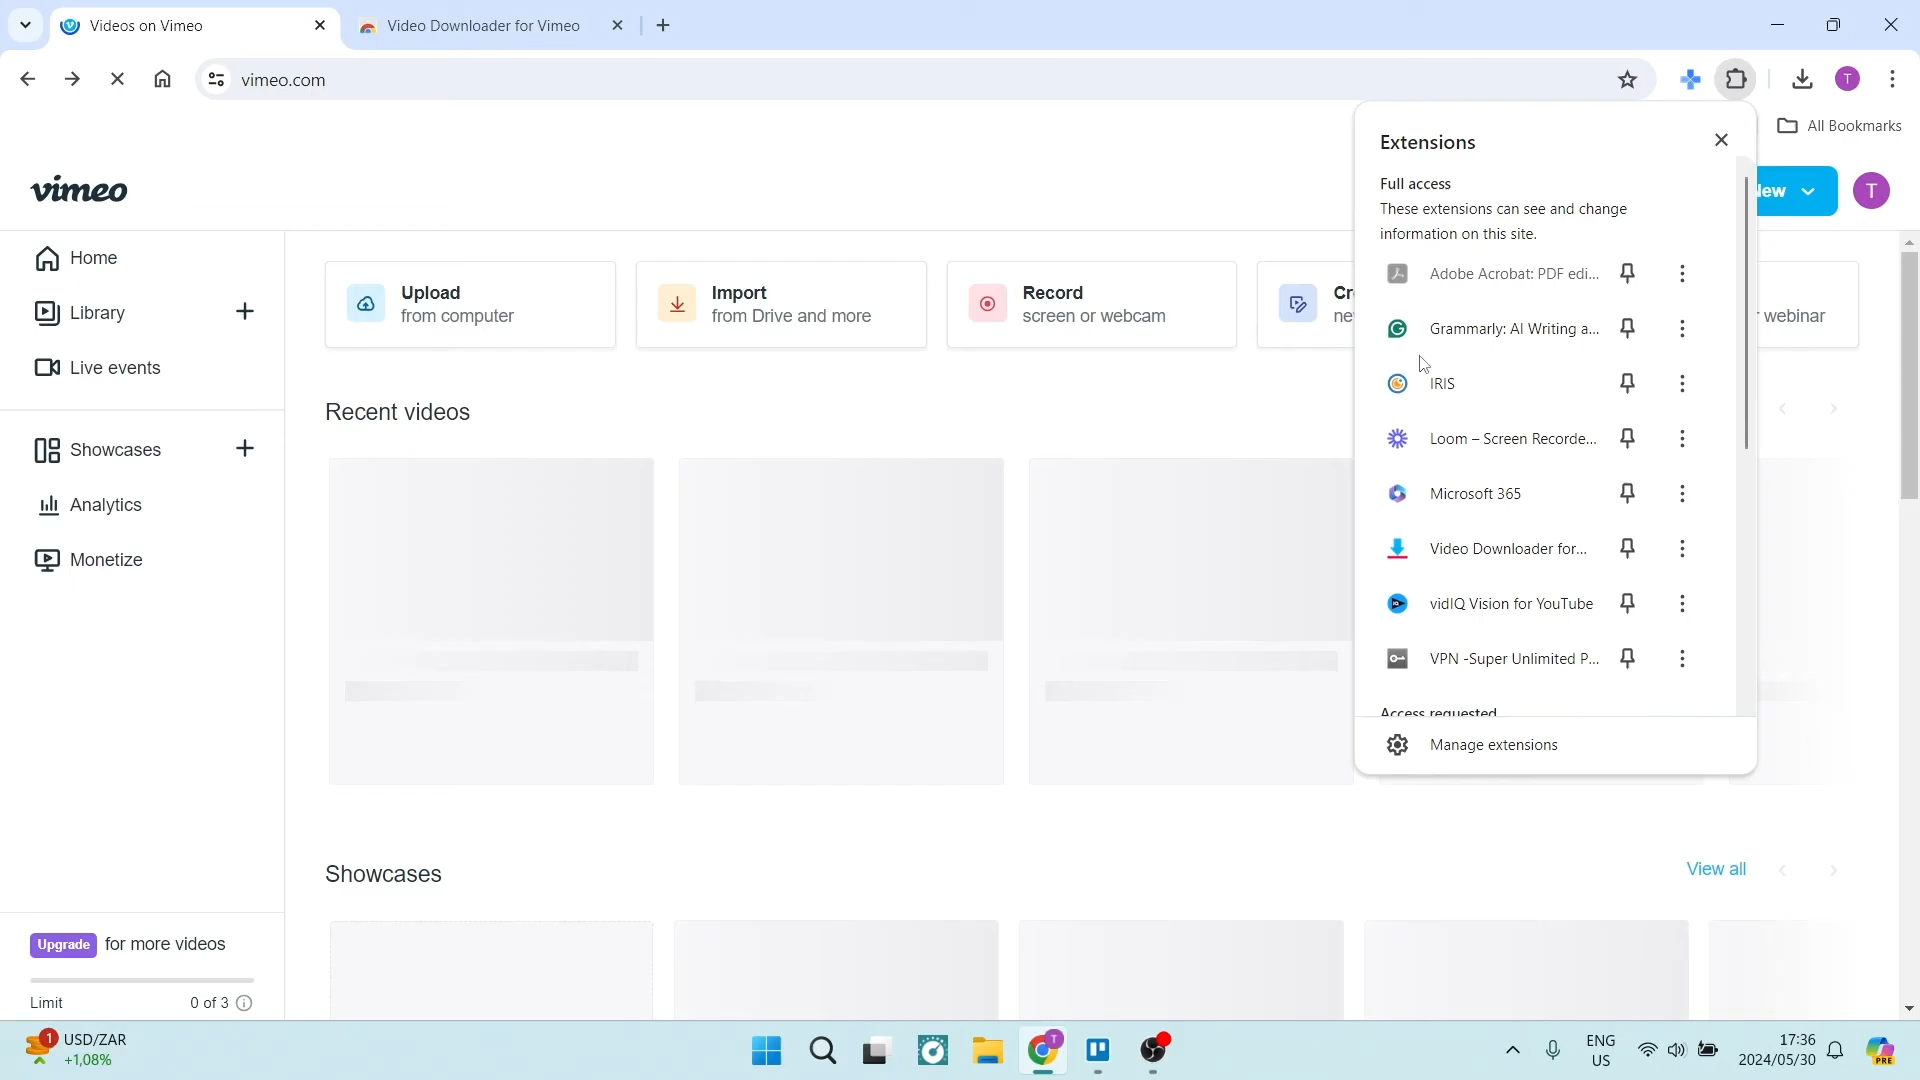 Videos on Vimeo
Video Downloader for Vimeo
vimeo.com
T
All Bookmarks
vimeo
Home
Library
Live events
Showcases
Analytics
Monetize
Upgrade for more videos
Limit 0 of 3
Upload
from computer
Import
from Drive and more
Record
screen or webcam
Recent videos
Showcases
View all
T
webinar
Extensions
Full access
These extensions can see and change
information on this site.
Adobe Acrobat: PDF edi...
Grammarly: AI Writing a...
IRIS
Loom – Screen Recorde...
Microsoft 365
Video Downloader for...
vidIQ Vision for YouTube
VPN -Super Unlimited P...
Access requested
Manage extensions
1
USD/ZAR
+1,08%
T
ENG
US
17:36
2024/05/30
PRE